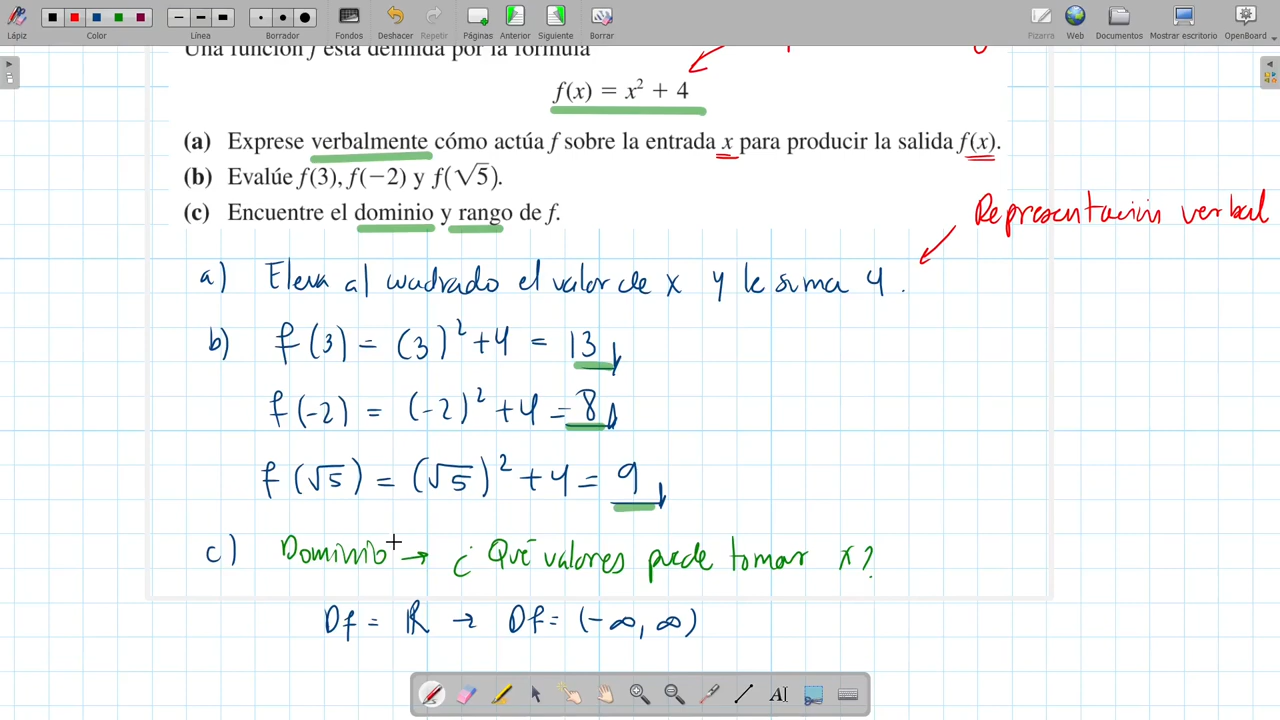 Lápiz Color Línea Borrador Fondos Deshacer Repetir Páginas Anterior Siguiente Borrar Pizarra Web Documentos Mostrar escritorio OpenBoard
Una función f está definida por la fórmula
f(x) = x² + 4
(a) Exprese verbalmente cómo actúa f sobre la entrada x para producir la salida f(x).
(b) Evalúe f(3), f(−2) y f(√5).
(c) Encuentre el dominio y rango de f.
Representación verbal
a) Eleva al cuadrado el valor de x y le suma 4.
b) f(3) = (3)² + 4 = 13
f(-2) = (-2)² + 4 = 8
f(√5) = (√5)² + 4 = 9
c) Dominio → ¿Qué valores puede tomar x?
Df = ℝ → Df = (-∞, ∞)
AI